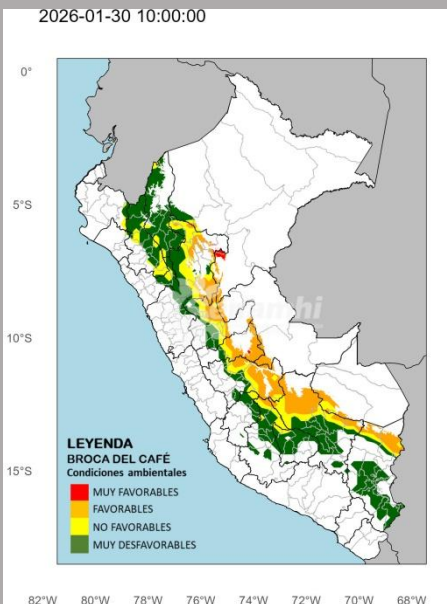 2026-01-30 10:00:00
0°
5°S
10°S
15°S
LEYENDA
BROCA DEL CAFÉ
Condiciones ambientales
MUY FAVORABLES
FAVORABLES
NO FAVORABLES
MUY DESFAVORABLES
82°W 80°W 78°W 76°W 74°W 72°W 70°W 68°W